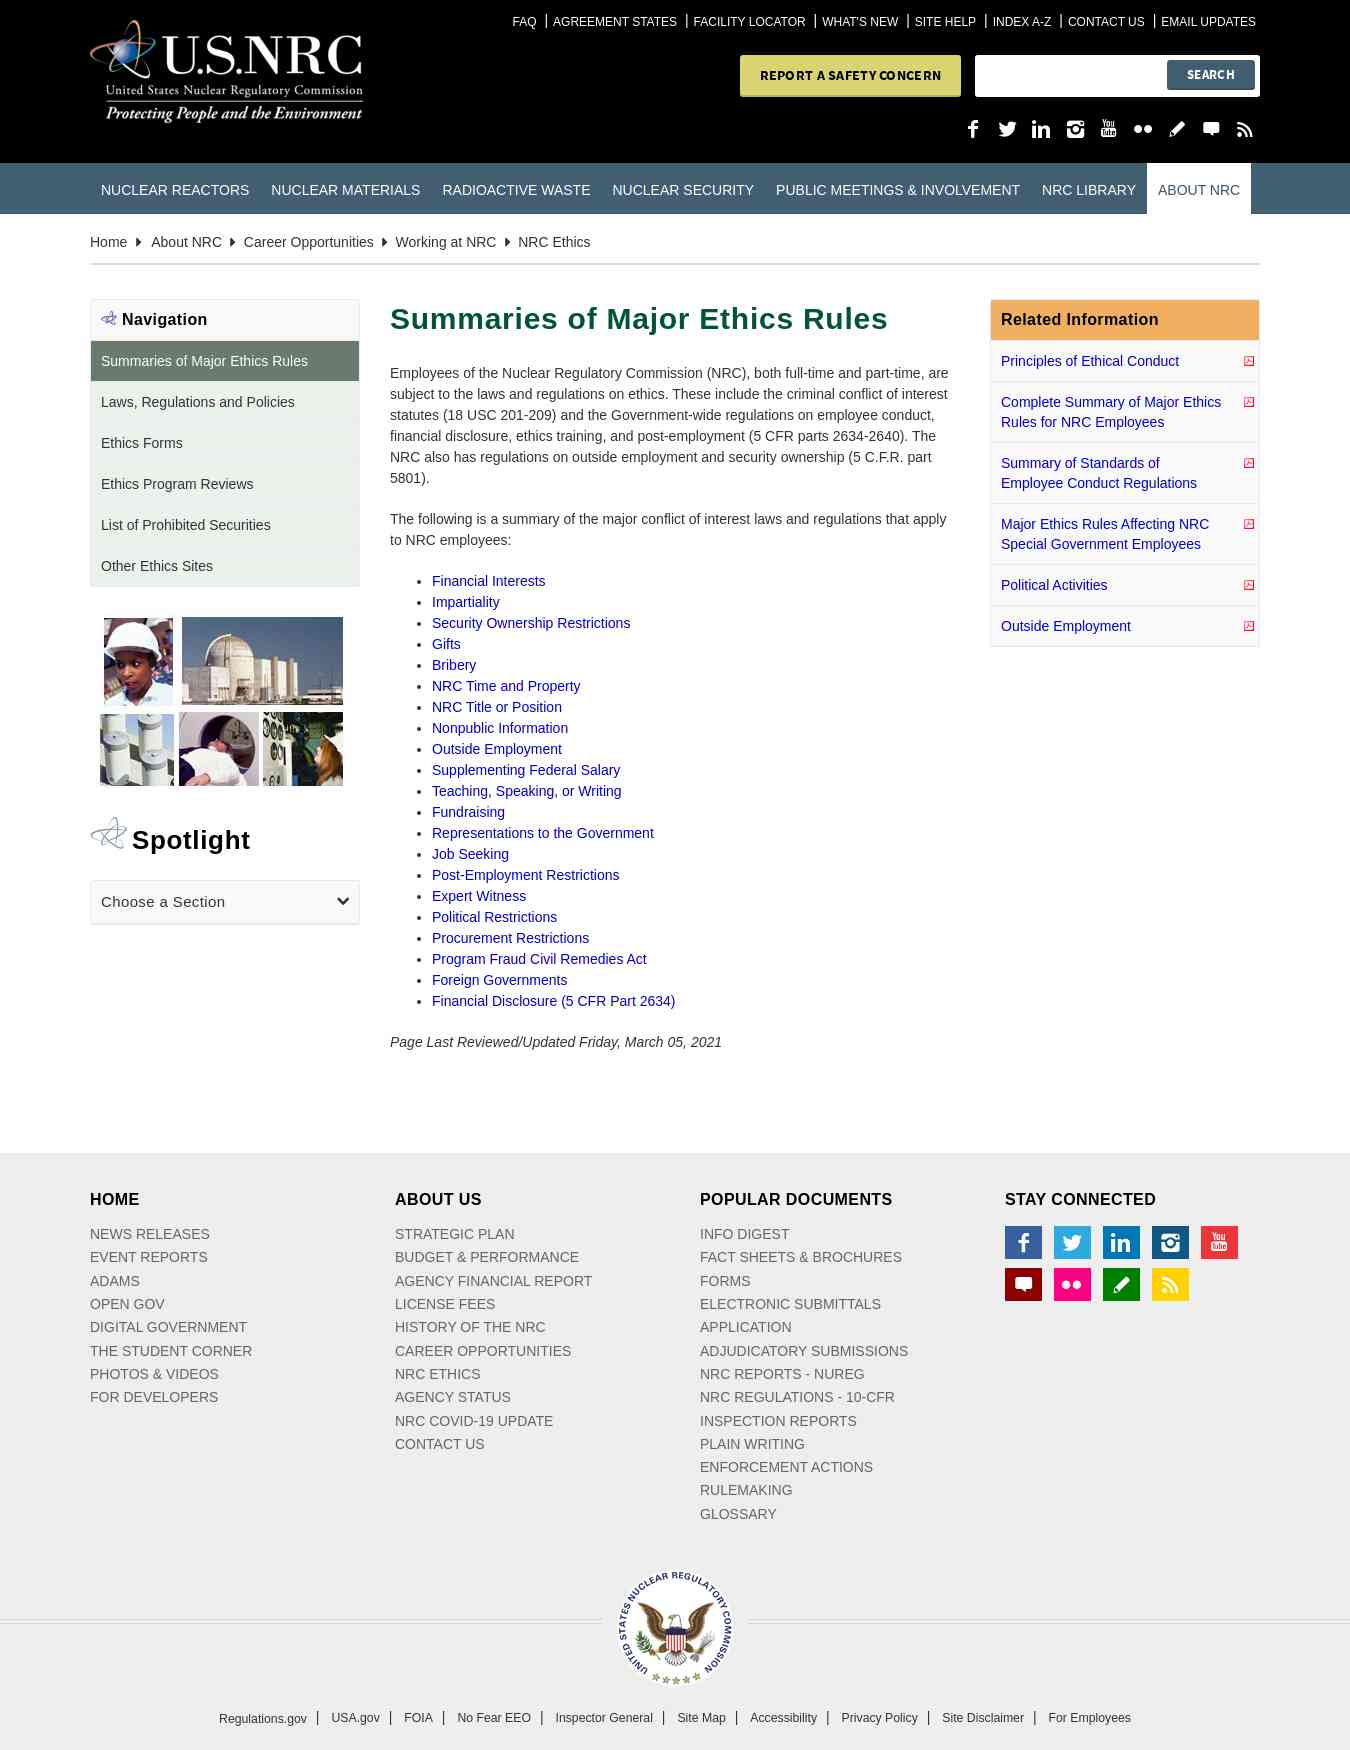 FAQ | AGREEMENT STATES | FACILITY LOCATOR | WHAT'S NEW | SITE HELP | INDEX A-Z | CONTACT US | EMAIL UPDATES
U.S.NRC
United States Nuclear Regulatory Commission
Protecting People and the Environment
REPORT A SAFETY CONCERN
SEARCH
You
Tube
NUCLEAR REACTORS NUCLEAR MATERIALS RADIOACTIVE WASTE NUCLEAR SECURITY PUBLIC MEETINGS & INVOLVEMENT NRC LIBRARY ABOUT NRC
Home About NRC Career Opportunities Working at NRC NRC Ethics
Navigation
Summaries of Major Ethics Rules
Laws, Regulations and Policies
Ethics Forms
Ethics Program Reviews
List of Prohibited Securities
Other Ethics Sites
Spotlight
Choose a Section
Summaries of Major Ethics Rules
Employees of the Nuclear Regulatory Commission (NRC), both full-time and part-time, are
subject to the laws and regulations on ethics. These include the criminal conflict of interest
statutes (18 USC 201-209) and the Government-wide regulations on employee conduct,
financial disclosure, ethics training, and post-employment (5 CFR parts 2634-2640). The
NRC also has regulations on outside employment and security ownership (5 C.F.R. part
5801).
The following is a summary of the major conflict of interest laws and regulations that apply
to NRC employees:
• Financial Interests
• Impartiality
• Security Ownership Restrictions
• Gifts
• Bribery
• NRC Time and Property
• NRC Title or Position
• Nonpublic Information
• Outside Employment
• Supplementing Federal Salary
• Teaching, Speaking, or Writing
• Fundraising
• Representations to the Government
• Job Seeking
• Post-Employment Restrictions
• Expert Witness
• Political Restrictions
• Procurement Restrictions
• Program Fraud Civil Remedies Act
• Foreign Governments
• Financial Disclosure (5 CFR Part 2634)
Page Last Reviewed/Updated Friday, March 05, 2021
Related Information
Principles of Ethical Conduct
Complete Summary of Major Ethics
Rules for NRC Employees
Summary of Standards of
Employee Conduct Regulations
Major Ethics Rules Affecting NRC
Special Government Employees
Political Activities
Outside Employment
HOME
NEWS RELEASES
EVENT REPORTS
ADAMS
OPEN GOV
DIGITAL GOVERNMENT
THE STUDENT CORNER
PHOTOS & VIDEOS
FOR DEVELOPERS
ABOUT US
STRATEGIC PLAN
BUDGET & PERFORMANCE
AGENCY FINANCIAL REPORT
LICENSE FEES
HISTORY OF THE NRC
CAREER OPPORTUNITIES
NRC ETHICS
AGENCY STATUS
NRC COVID-19 UPDATE
CONTACT US
POPULAR DOCUMENTS
INFO DIGEST
FACT SHEETS & BROCHURES
FORMS
ELECTRONIC SUBMITTALS
APPLICATION
ADJUDICATORY SUBMISSIONS
NRC REPORTS - NUREG
NRC REGULATIONS - 10-CFR
INSPECTION REPORTS
PLAIN WRITING
ENFORCEMENT ACTIONS
RULEMAKING
GLOSSARY
STAY CONNECTED
You
Tube
UNITED STATES NUCLEAR REGULATORY COMMISSION
Regulations.gov | USA.gov | FOIA | No Fear EEO | Inspector General | Site Map | Accessibility | Privacy Policy | Site Disclaimer | For Employees